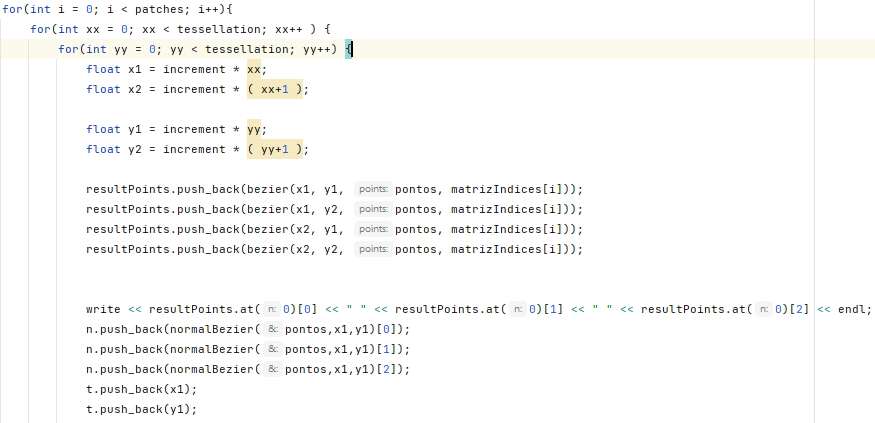 for(int i = 0; i < patches; i++){
for(int xx = 0; xx < tessellation; xx++ ) {
for(int yy = 0; yy < tessellation; yy++) {
float x1 = increment * xx;
float x2 = increment * ( xx+1 );
float y1 = increment * yy;
float y2 = increment * ( yy+1 );
resultPoints.push_back(bezier(x1, y1, points: pontos, matrizIndices[i]));
resultPoints.push_back(bezier(x1, y2, points: pontos, matrizIndices[i]));
resultPoints.push_back(bezier(x2, y1, points: pontos, matrizIndices[i]));
resultPoints.push_back(bezier(x2, y2, points: pontos, matrizIndices[i]));
write << resultPoints.at( n: 0)[0] << " " << resultPoints.at( n: 0)[1] << " " << resultPoints.at( n: 0)[2] << endl;
n.push_back(normalBezier( &: pontos,x1,y1)[0]);
n.push_back(normalBezier( &: pontos,x1,y1)[1]);
n.push_back(normalBezier( &: pontos,x1,y1)[2]);
t.push_back(x1);
t.push_back(y1);